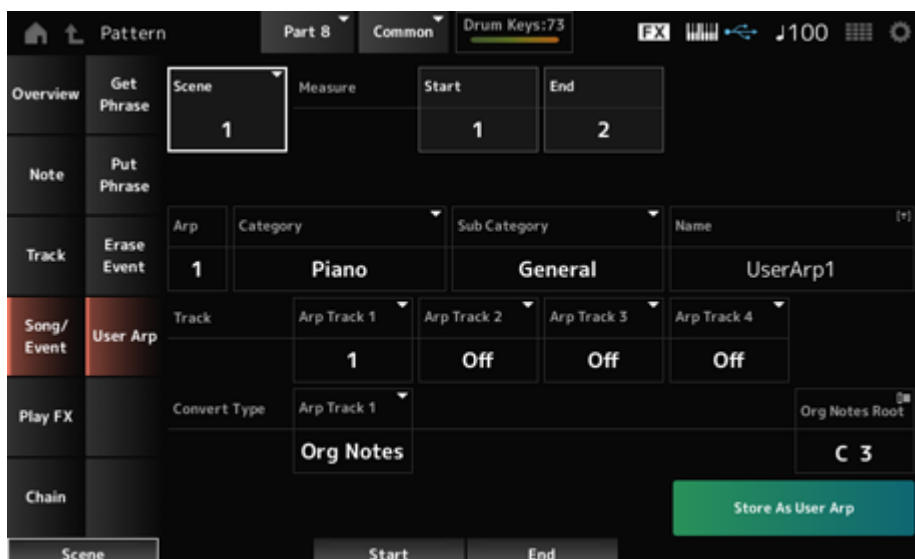 Pattern
Part 8
Common
Drum Keys:73
FX
♩100
Overview
Get
Phrase
Scene
1
Measure
Start
1
End
2
Note
Put
Phrase
Track
Erase
Event
Arp
1
Category
Piano
Sub Category
General
Name
[+]
UserArp1
Song/
Event
User Arp
Track
Arp Track 1
1
Arp Track 2
Off
Arp Track 3
Off
Arp Track 4
Off
Play FX
Convert Type
Arp Track 1
Org Notes
Org Notes Root
C 3
Chain
Store As User Arp
Scene
Start
End